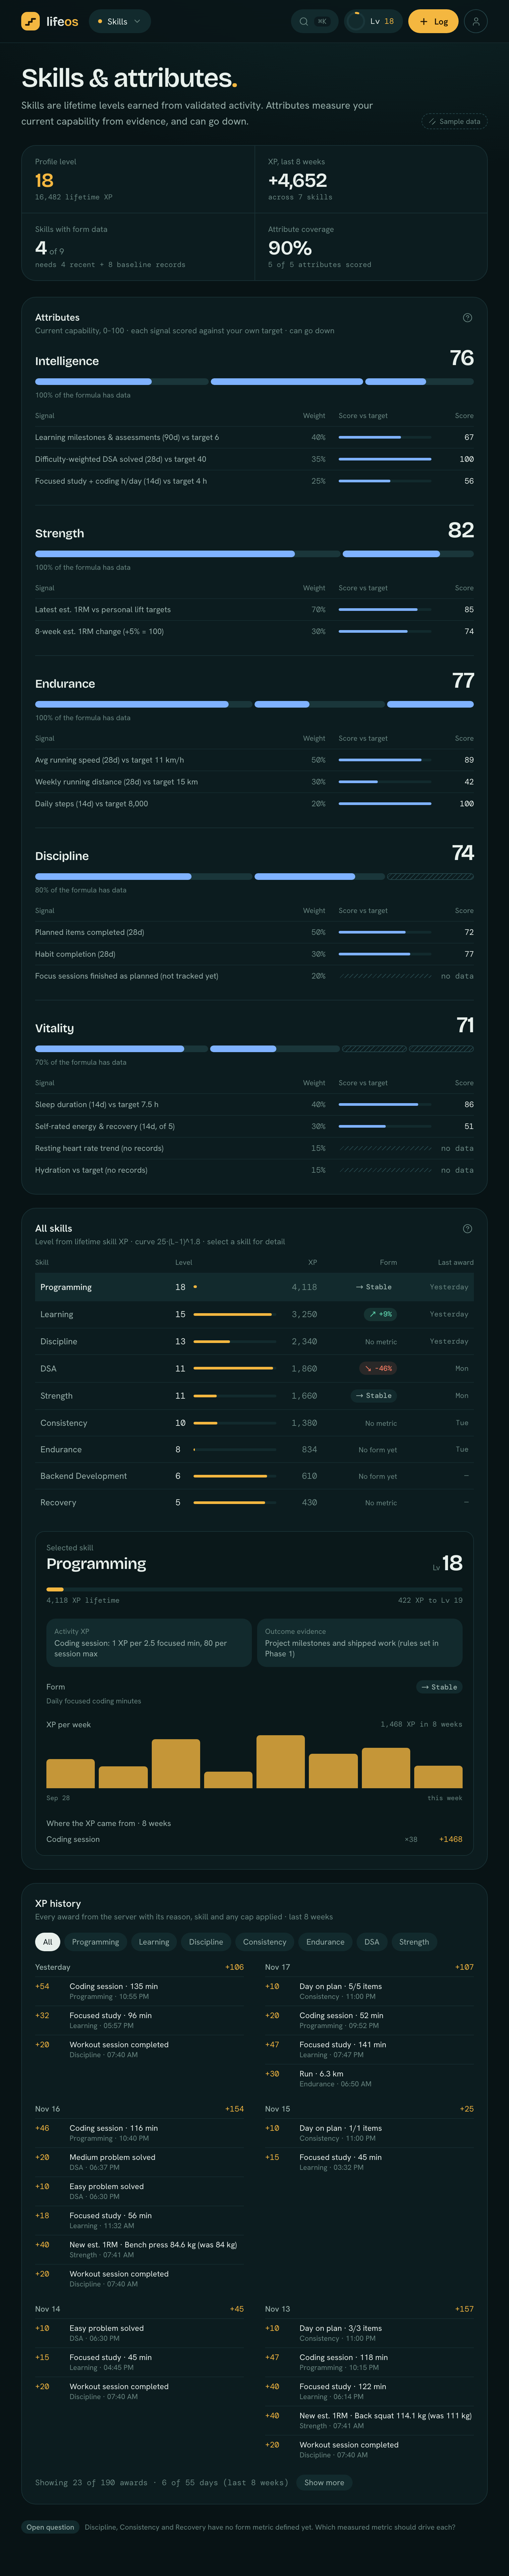 lifeos
Skills
⌘K
Lv 18
+ Log
Skills & attributes.
Skills are lifetime levels earned from validated activity. Attributes measure your
current capability from evidence, and can go down.
Sample data
Profile level
18
16,482 lifetime XP
XP, last 8 weeks
+4,652
across 7 skills
Skills with form data
4 of 9
needs 4 recent + 8 baseline records
Attribute coverage
90%
5 of 5 attributes scored
Attributes
Current capability, 0–100 · each signal scored against your own target · can go down
Intelligence 76
100% of the formula has data
Signal Weight Score vs target Score
Learning milestones & assessments (90d) vs target 6 40% 67
Difficulty-weighted DSA solved (28d) vs target 40 35% 100
Focused study + coding h/day (14d) vs target 4 h 25% 56
Strength 82
100% of the formula has data
Signal Weight Score vs target Score
Latest est. 1RM vs personal lift targets 70% 85
8-week est. 1RM change (+5% = 100) 30% 74
Endurance 77
100% of the formula has data
Signal Weight Score vs target Score
Avg running speed (28d) vs target 11 km/h 50% 89
Weekly running distance (28d) vs target 15 km 30% 42
Daily steps (14d) vs target 8,000 20% 100
Discipline 74
80% of the formula has data
Signal Weight Score vs target Score
Planned items completed (28d) 50% 72
Habit completion (28d) 30% 77
Focus sessions finished as planned (not tracked yet) 20% no data
Vitality 71
70% of the formula has data
Signal Weight Score vs target Score
Sleep duration (14d) vs target 7.5 h 40% 86
Self-rated energy & recovery (14d, of 5) 30% 51
Resting heart rate trend (no records) 15% no data
Hydration vs target (no records) 15% no data
All skills
Level from lifetime skill XP · curve 25·(L−1)^1.8 · select a skill for detail
Skill Level XP Form Last award
Programming 18 4,118 → Stable Yesterday
Learning 15 3,250 ↗ +9% Yesterday
Discipline 13 2,340 No metric Yesterday
DSA 11 1,860 ↘ -46% Mon
Strength 11 1,660 → Stable Mon
Consistency 10 1,380 No metric Tue
Endurance 8 834 No form yet Tue
Backend Development 6 610 No form yet —
Recovery 5 430 No metric —
Selected skill
Programming Lv 18
4,118 XP lifetime 422 XP to Lv 19
Activity XP
Coding session: 1 XP per 2.5 focused min, 80 per
session max
Outcome evidence
Project milestones and shipped work (rules set in
Phase 1)
Form → Stable
Daily focused coding minutes
XP per week 1,468 XP in 8 weeks
Sep 28 this week
Where the XP came from · 8 weeks
Coding session ×38 +1468
XP history
Every award from the server with its reason, skill and any cap applied · last 8 weeks
All Programming Learning Discipline Consistency Endurance DSA Strength
Yesterday +106
+54 Coding session · 135 min
Programming · 10:55 PM
+32 Focused study · 96 min
Learning · 05:57 PM
+20 Workout session completed
Discipline · 07:40 AM
Nov 17 +107
+10 Day on plan · 5/5 items
Consistency · 11:00 PM
+20 Coding session · 52 min
Programming · 09:52 PM
+47 Focused study · 141 min
Learning · 07:47 PM
+30 Run · 6.3 km
Endurance · 06:50 AM
Nov 16 +154
+46 Coding session · 116 min
Programming · 10:40 PM
+20 Medium problem solved
DSA · 06:37 PM
+10 Easy problem solved
DSA · 06:30 PM
+18 Focused study · 56 min
Learning · 11:32 AM
+40 New est. 1RM · Bench press 84.6 kg (was 84 kg)
Strength · 07:41 AM
+20 Workout session completed
Discipline · 07:40 AM
Nov 15 +25
+10 Day on plan · 1/1 items
Consistency · 11:00 PM
+15 Focused study · 45 min
Learning · 03:32 PM
Nov 14 +45
+10 Easy problem solved
DSA · 06:30 PM
+15 Focused study · 45 min
Learning · 04:45 PM
+20 Workout session completed
Discipline · 07:40 AM
Nov 13 +157
+10 Day on plan · 3/3 items
Consistency · 11:00 PM
+47 Coding session · 118 min
Programming · 10:15 PM
+40 Focused study · 122 min
Learning · 06:14 PM
+40 New est. 1RM · Back squat 114.1 kg (was 111 kg)
Strength · 07:41 AM
+20 Workout session completed
Discipline · 07:40 AM
Showing 23 of 190 awards · 6 of 55 days (last 8 weeks) Show more
Open question Discipline, Consistency and Recovery have no form metric defined yet. Which measured metric should drive each?